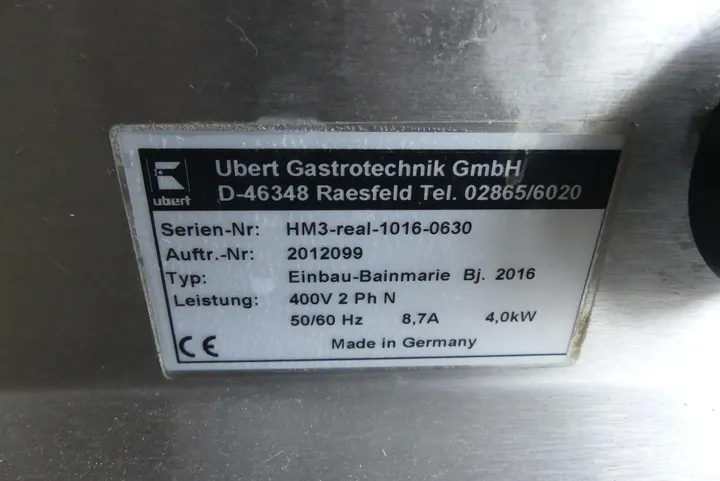 Ubert Gastrotechnik GmbH
D-46348 Raesfeld Tel. 02865/6020
ubert
Serien-Nr: HM3-real-1016-0630
Auftr.-Nr: 2012099
Typ: Einbau-Bainmarie Bj. 2016
Leistung: 400V 2 Ph N
50/60 Hz 8,7A 4,0kW
CE Made in Germany